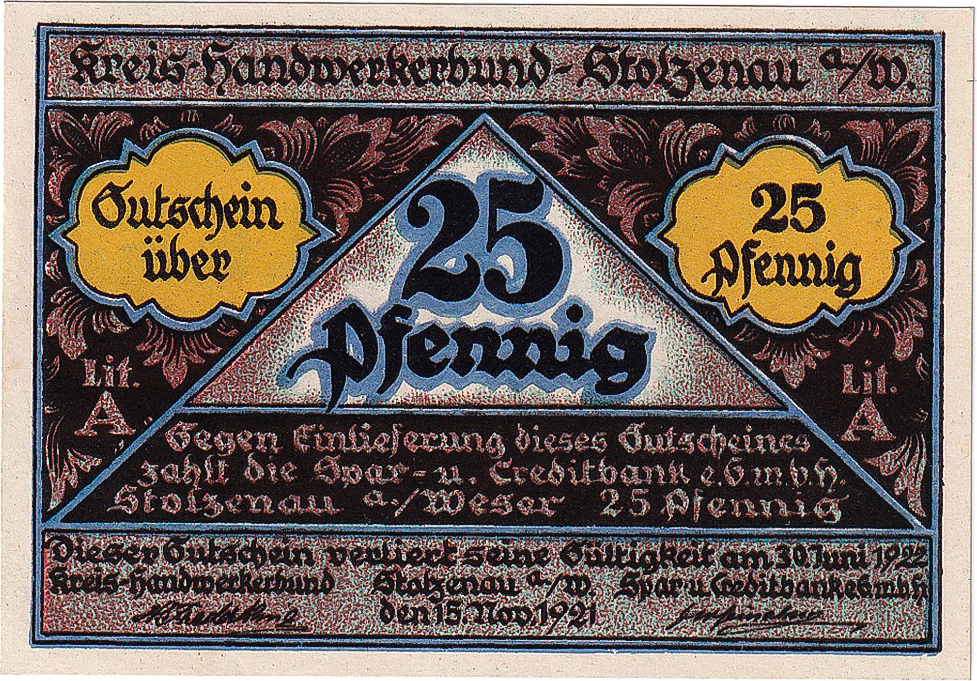 Kreis-Handwerkerbund-Stolzenau a/W.
Gutschein
über
25
Pfennig
25
Pfennig
Lit.
A.
Lit.
A
Gegen Einlieferung dieses Gutscheines
zahlt die Spar- u. Creditbank e.G.m.b.H.
Stolzenau a./Weser 25 Pfennig
Dieser Gutschein verliert seine Gültigkeit am 30. Juni 1922
Kreis-Handwerkerbund Stolzenau a/W. Spar-u. Creditbank e.G.m.b.H
den 15. Nov. 1921